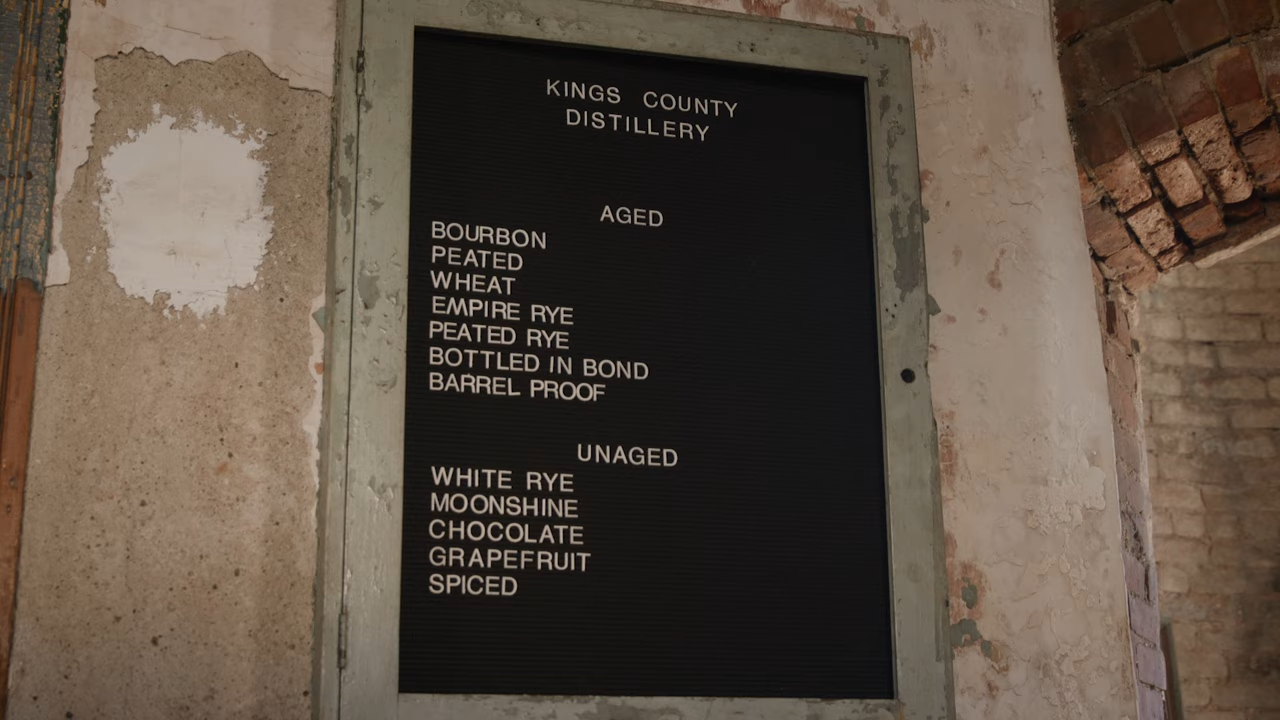 KINGS COUNTY
DISTILLERY
AGED
BOURBON
PEATED
WHEAT
EMPIRE RYE
PEATED RYE
BOTTLED IN BOND
BARREL PROOF
UNAGED
WHITE RYE
MOONSHINE
CHOCOLATE
GRAPEFRUIT
SPICED